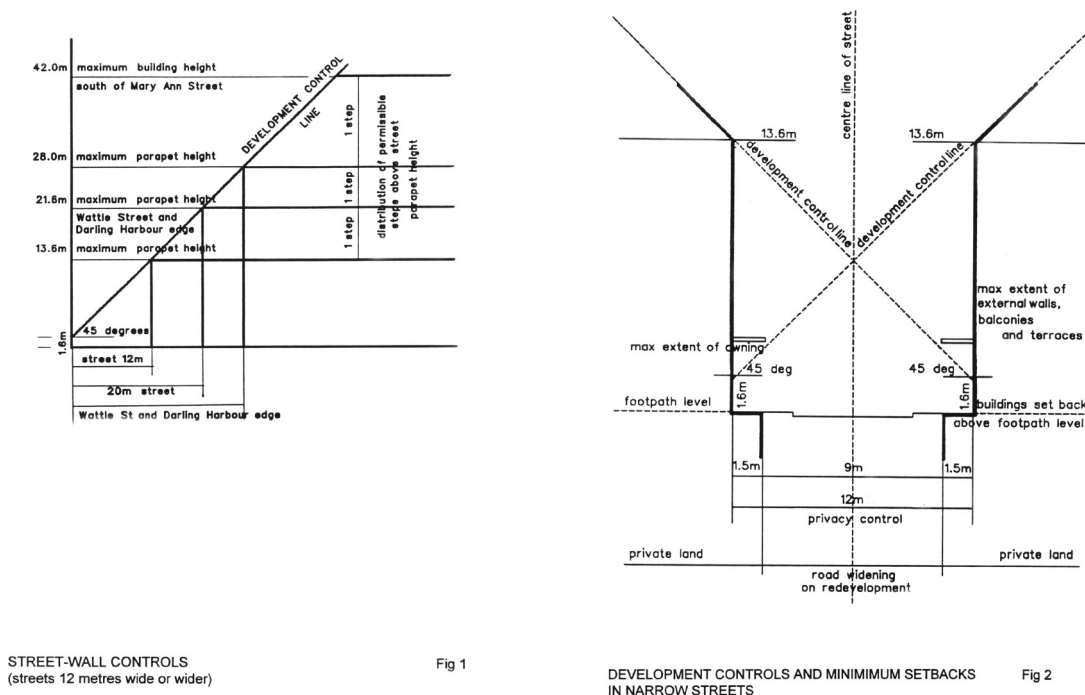 42.0m maximum building height
south of Mary Ann Street
DEVELOPMENT CONTROL
LINE
28.0m maximum parapet height
21.6m maximum parapet height
Wattle Street and
Darling Harbour edge
13.6m maximum parapet height
1 step
1 step
1 step
distribution of permissible
steps above street
parapet height
45 degrees
1.6m
street 12m
20m street
Wattle St and Darling Harbour edge
STREET-WALL CONTROLS
(streets 12 metres wide or wider)
Fig 1
centre line of street
13.6m
13.6m
development control line
development control line
max extent of
external walls,
balconies
and terraces
max extent of awning
45 deg
45 deg
1.6m
1.6m
footpath level
buildings set back
above footpath level
1.5m
9m
1.5m
12m
privacy control
private land
private land
road widening
on redevelopment
DEVELOPMENT CONTROLS AND MINIMIMUM SETBACKS
IN NARROW STREETS
Fig 2